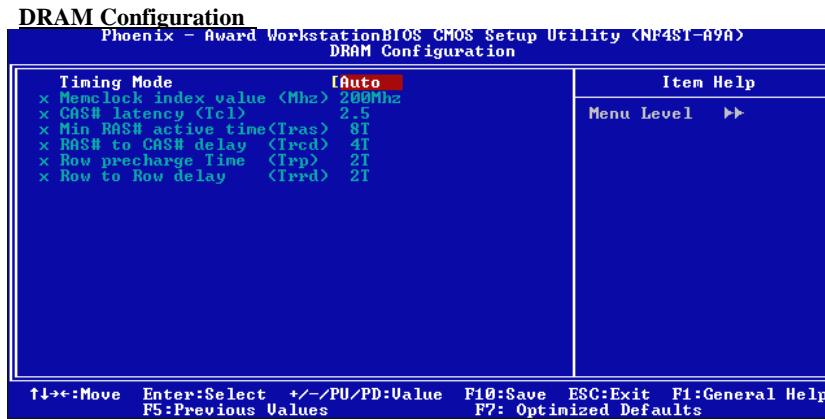 DRAM Configuration
Phoenix - Award WorkstationBIOS CMOS Setup Utility (NF4ST-A9A)
DRAM Configuration
Timing Mode [Auto
Item Help
x Memclock index value (Mhz) 200Mhz
x CAS# latency (Tcl) 2.5
Menu Level ▶▶
x Min RAS# active time(Tras) 8T
x RAS# to CAS# delay (Trcd) 4T
x Row precharge Time (Trp) 2T
x Row to Row delay (Trrd) 2T
↑↓→←:Move Enter:Select +/-/PU/PD:Value F10:Save ESC:Exit F1:General Help
F5:Previous Values F7: Optimized Defaults